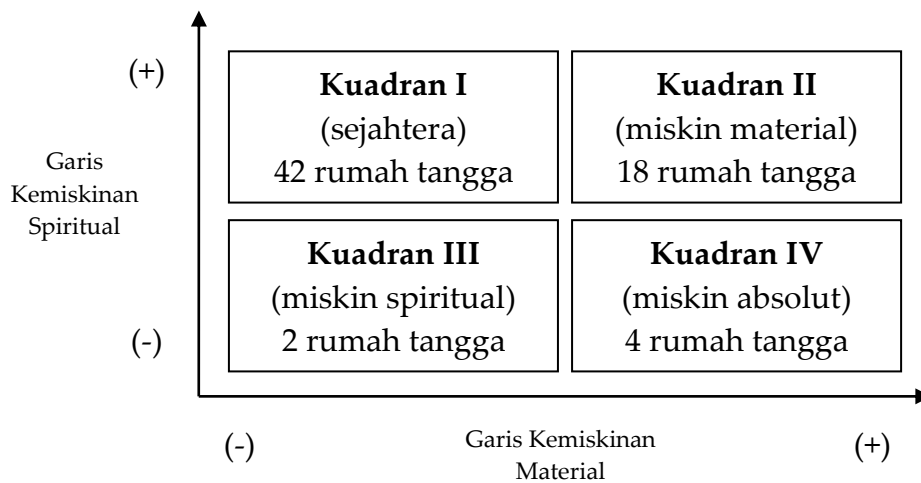 (+)
Kuadran I
(sejahtera)
42 rumah tangga
Kuadran II
(miskin material)
18 rumah tangga
Garis
Kemiskinan
Spiritual
Kuadran III
(miskin spiritual)
2 rumah tangga
Kuadran IV
(miskin absolut)
4 rumah tangga
(-)
(-)
Garis Kemiskinan
Material
(+)